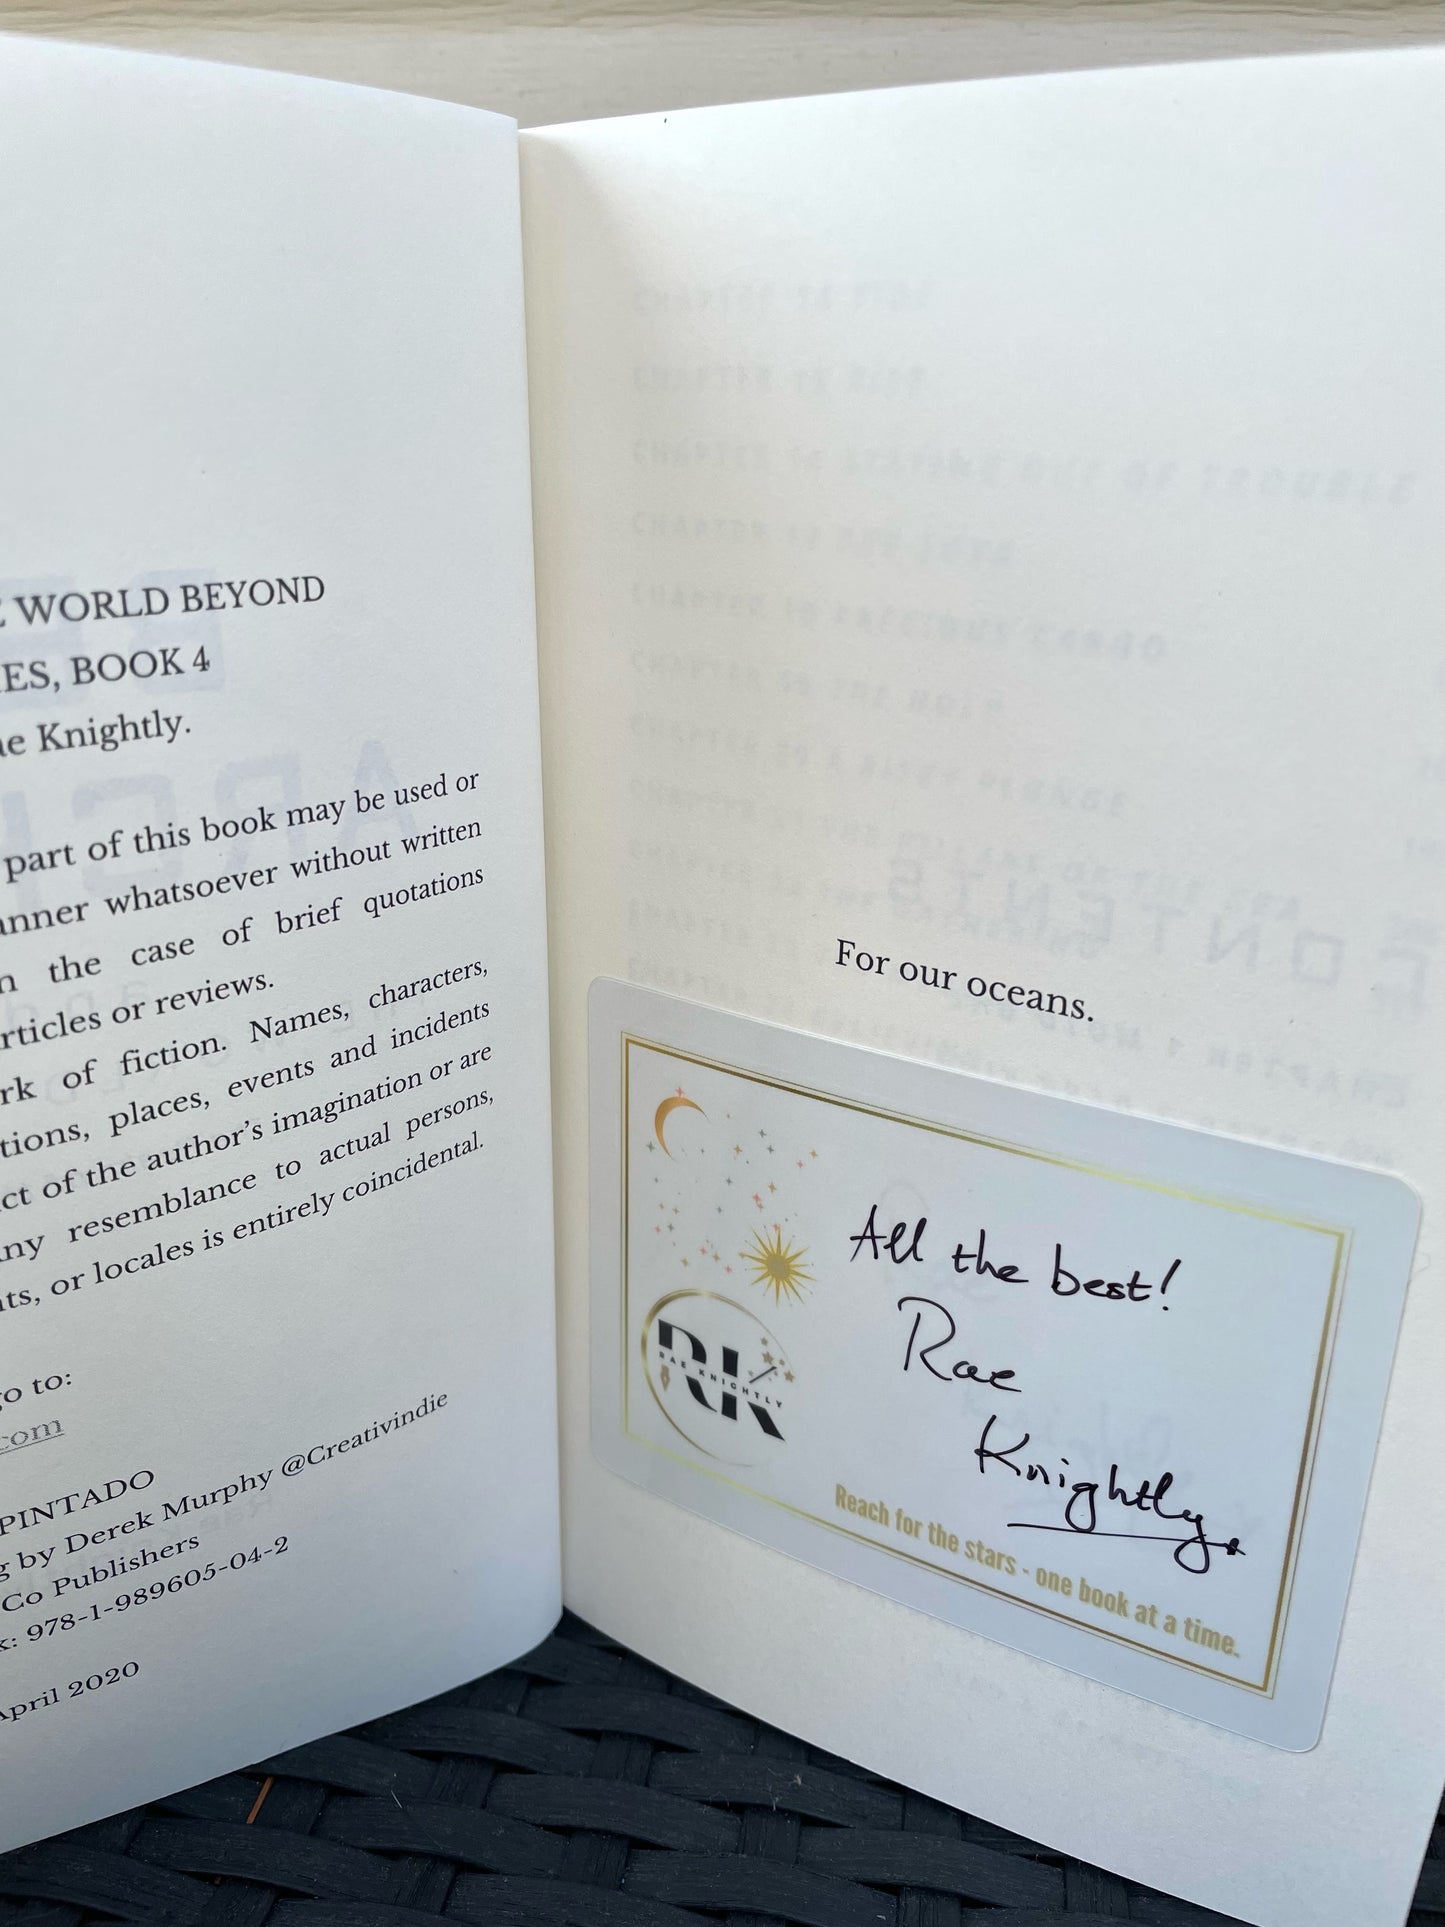 WORLD BEYOND
ES, BOOK 4
ae Knightly.
part of this book may be used or
anner whatsoever without written
n the case of brief quotations
rticles or reviews.
rk of fiction. Names, characters,
tions, places, events and incidents
ct of the author's imagination or are
ny resemblance to actual persons,
ts, or locales is entirely coincidental.
go to:
.com
PINTADO
g by Derek Murphy @Creativindie
Co Publishers
k: 978-1-989605-04-2
April 2020
For our oceans.
All the best!
Rae
Knightly
RK
RAE KNIGHTLY
Reach for the stars - one book at a time.